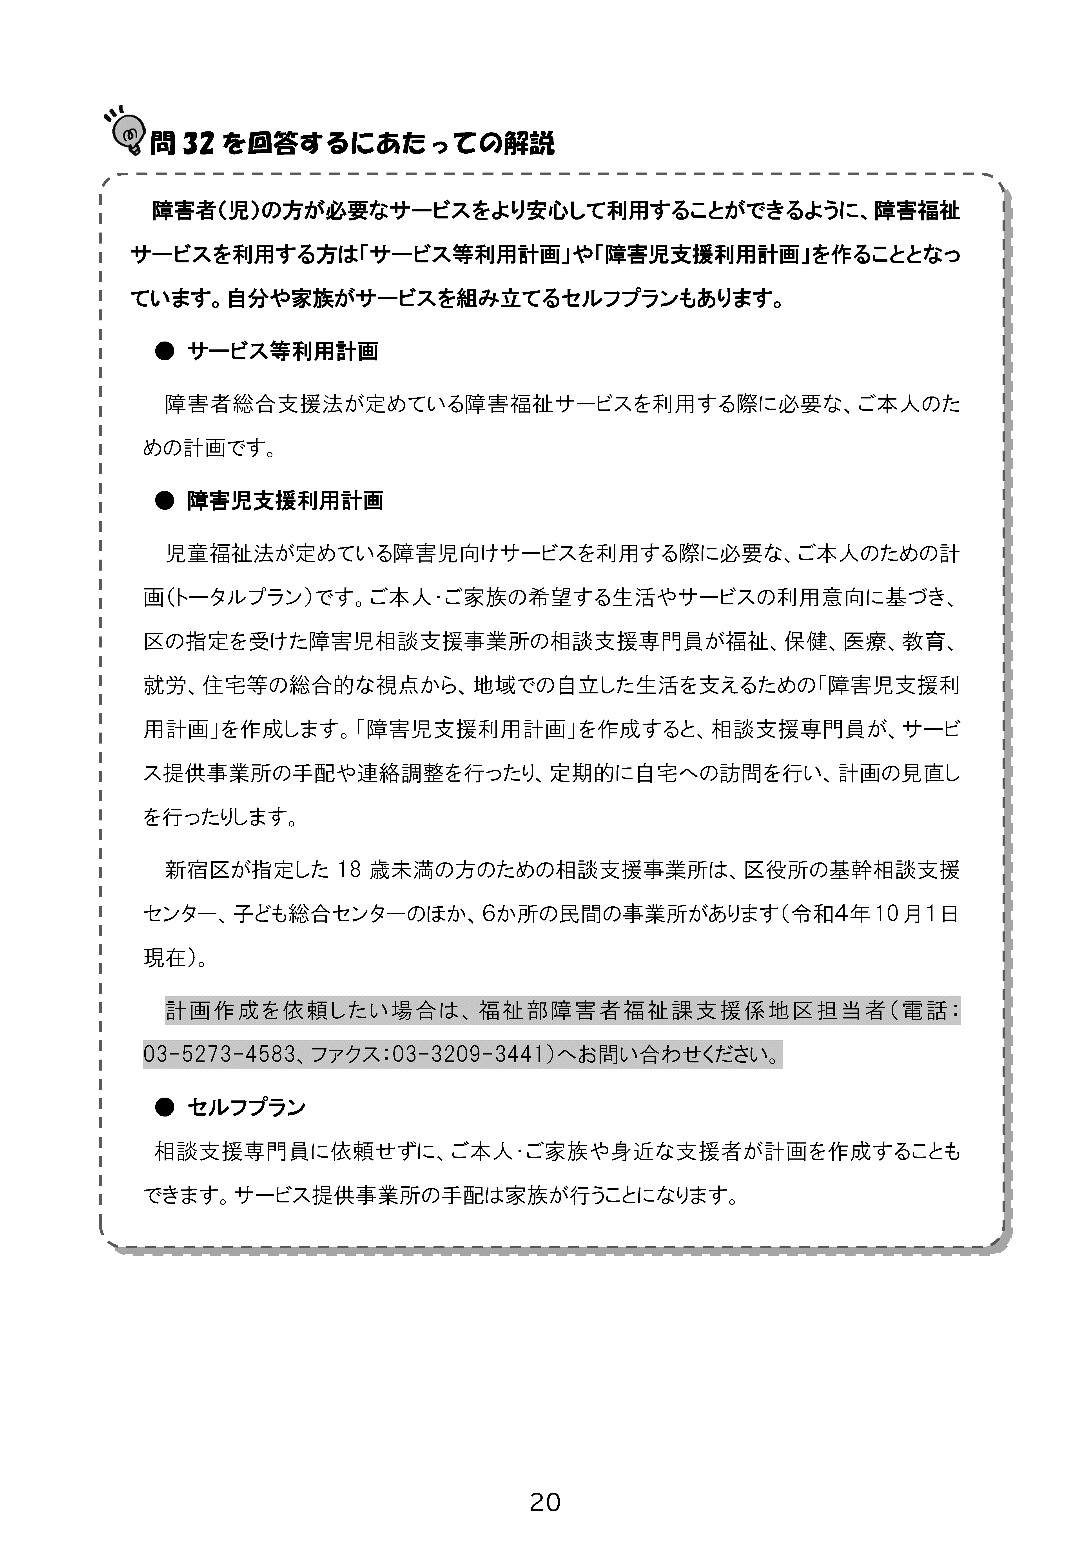 問 32 を回答するにあたっての解説
障害者(児)の方が必要なサービスをより安心して利用することができるように、障害福祉
サービスを利用する方は「サービス等利用計画」や「障害児支援利用計画」を作ることとなっ
ています。自分や家族がサービスを組み立てるセルフプランもあります。
● サービス等利用計画
障害者総合支援法が定めている障害福祉サービスを利用する際に必要な、ご本人のた
めの計画です。
● 障害児支援利用計画
児童福祉法が定めている障害児向けサービスを利用する際に必要な、ご本人のための計
画(トータルプラン)です。ご本人・ご家族の希望する生活やサービスの利用意向に基づき、
区の指定を受けた障害児相談支援事業所の相談支援専門員が福祉、保健、医療、教育、
就労、住宅等の総合的な視点から、地域での自立した生活を支えるための「障害児支援利
用計画」を作成します。「障害児支援利用計画」を作成すると、相談支援専門員が、サービ
ス提供事業所の手配や連絡調整を行ったり、定期的に自宅への訪問を行い、計画の見直し
を行ったりします。
新宿区が指定した 18 歳未満の方のための相談支援事業所は、区役所の基幹相談支援
センター、子ども総合センターのほか、6か所の民間の事業所があります(令和4年 10 月1日
現在)。
計画作成を依頼したい場合は、福祉部障害者福祉課支援係地区担当者(電話:
03-5273-4583、ファクス:03-3209-3441)へお問い合わせください。
● セルフプラン
相談支援専門員に依頼せずに、ご本人・ご家族や身近な支援者が計画を作成することも
できます。サービス提供事業所の手配は家族が行うことになります。
20